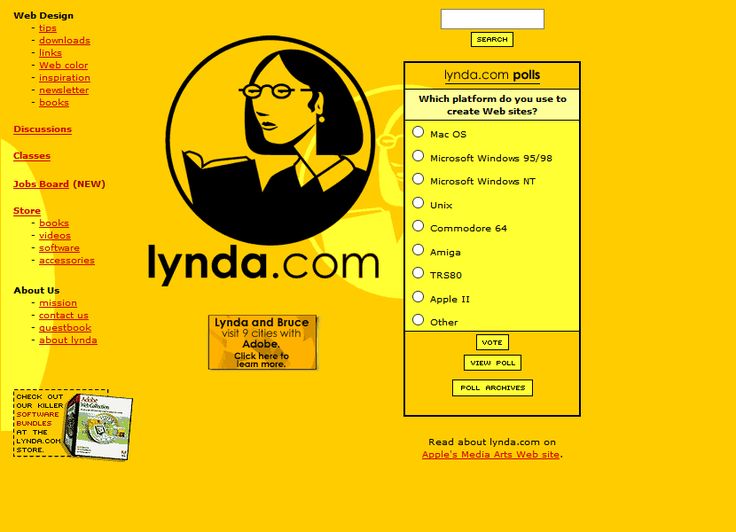 Web Design
- tips
- downloads
- links
- Web color
- inspiration
- newsletter
- books
Discussions
Classes
Jobs Board (NEW)
Store
- books
- videos
- software
- accessories
About Us
- mission
- contact us
- guestbook
- about lynda
CHECK OUT
OUR KILLER
SOFTWARE
BUNDLES
AT THE
LYNDA.COM
STORE.
Adobe
lynda.com
Lynda and Bruce
visit 9 cities with
Adobe.
Click here to
learn more.
SEARCH
lynda.com polls
Which platform do you use to
create Web sites?
Mac OS
Microsoft Windows 95/98
Microsoft Windows NT
Unix
Commodore 64
Amiga
TRS80
Apple II
Other
VOTE
VIEW POLL
POLL ARCHIVES
Read about lynda.com on
Apple's Media Arts Web site.